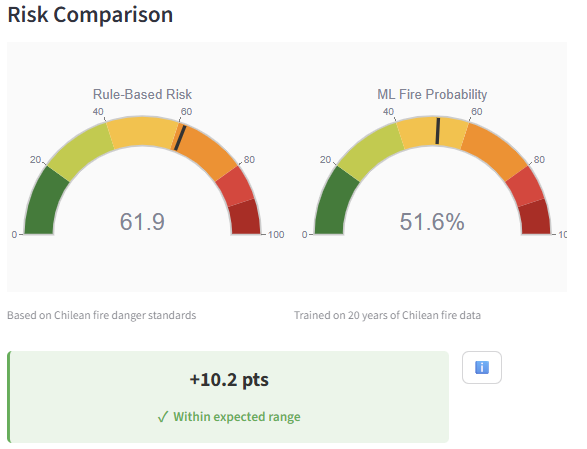 Risk Comparison
Rule-Based Risk
ML Fire Probability
40 60
40 60
20 80
20 80
61.9
51.6%
0 100
0 10
Based on Chilean fire danger standards
Trained on 20 years of Chilean fire data
+10.2 pts
✓ Within expected range